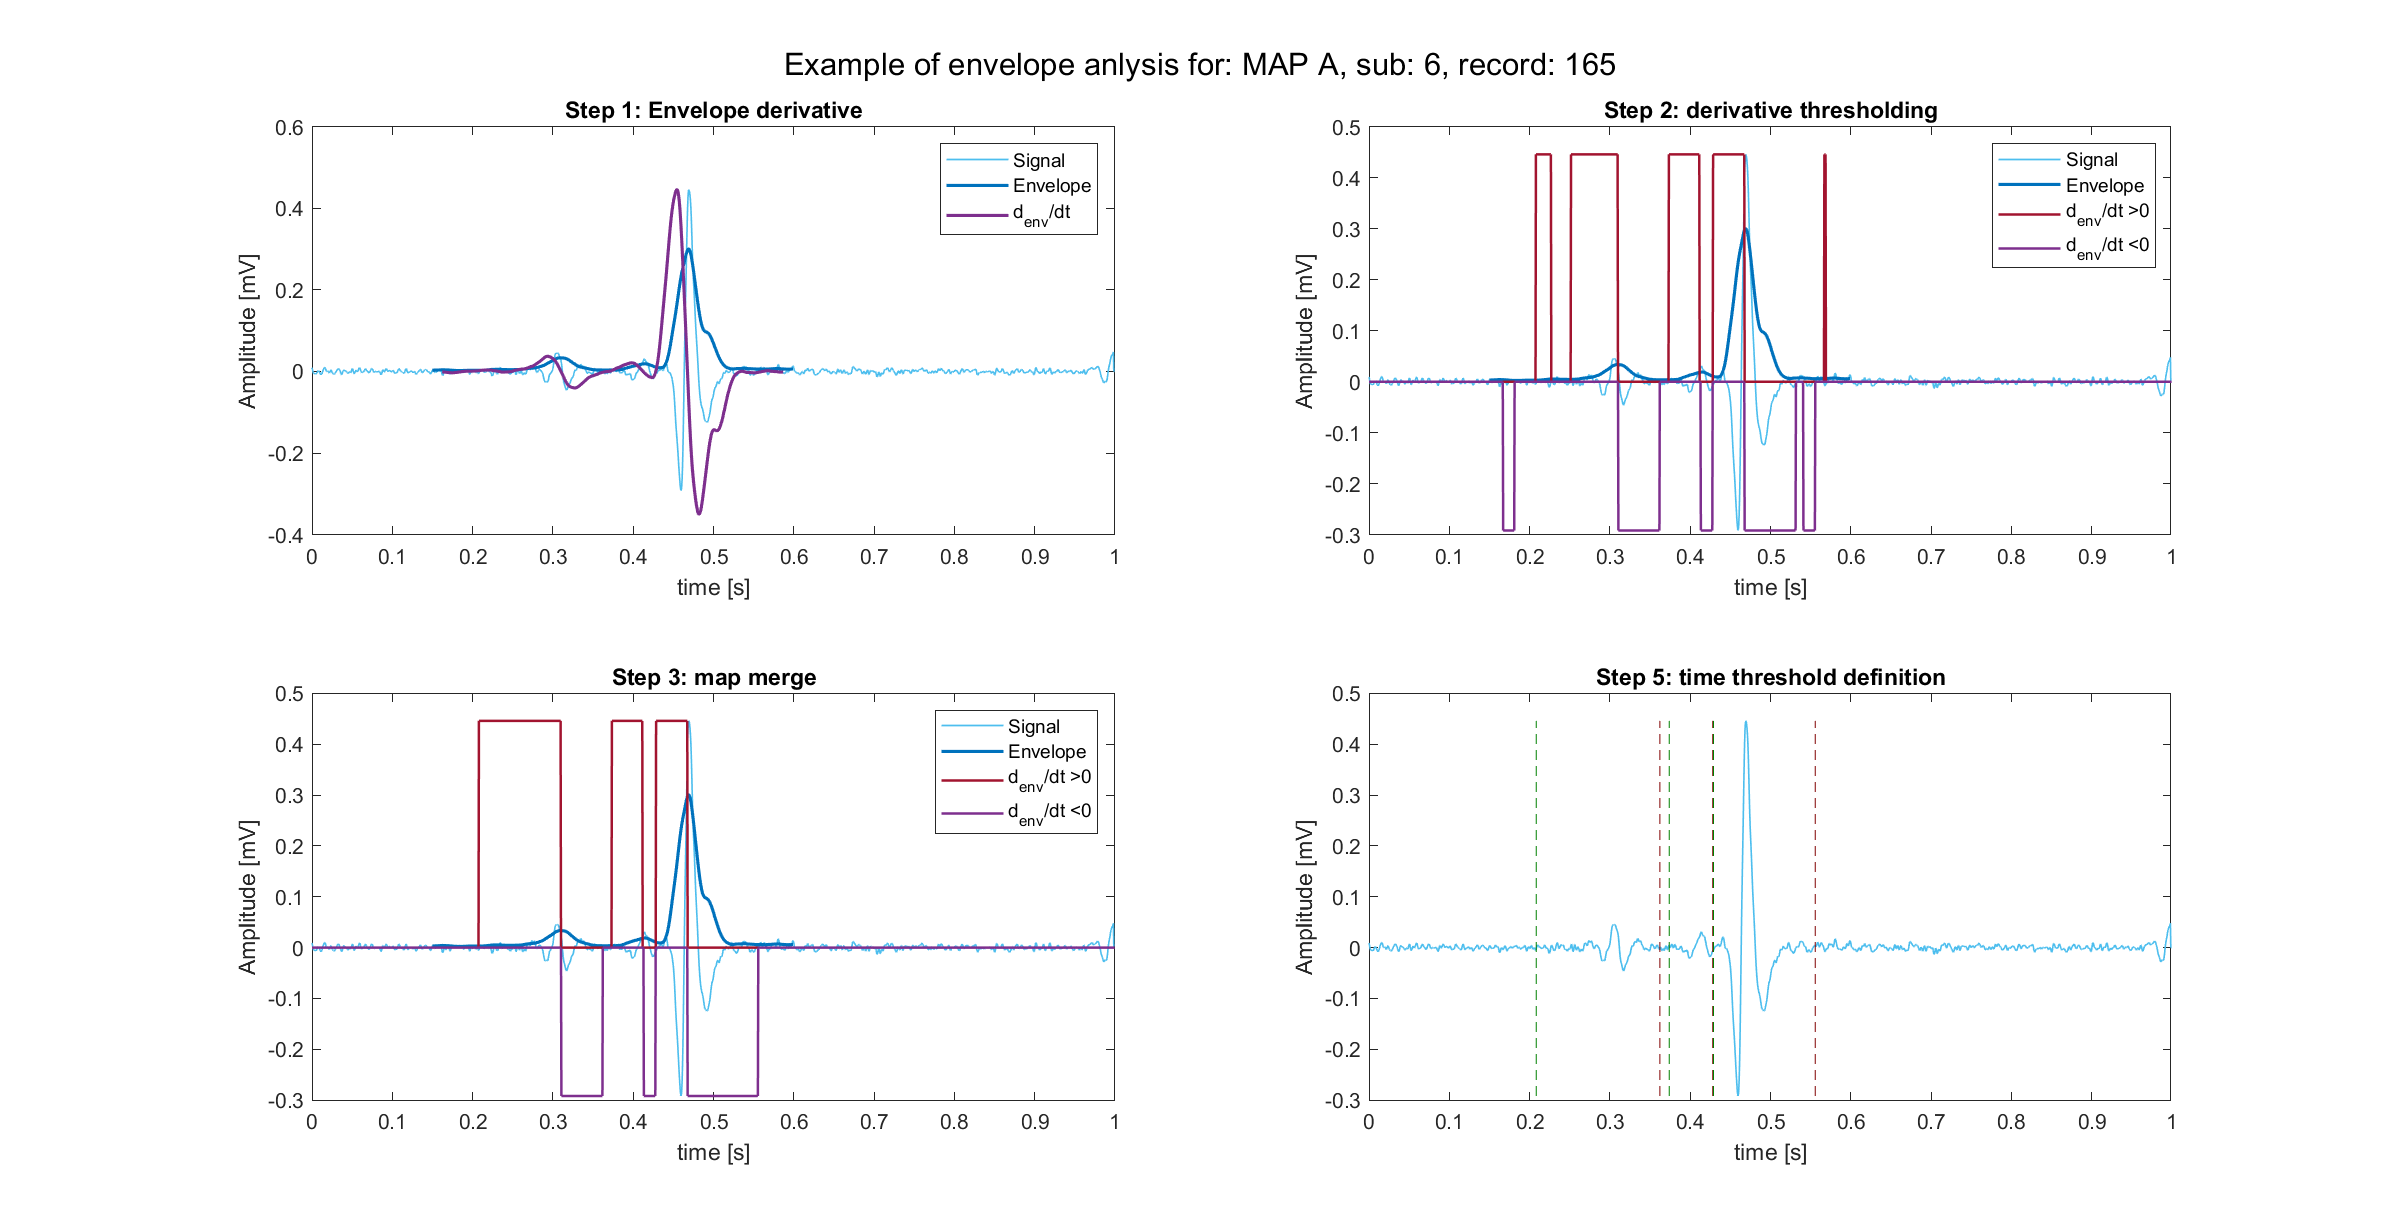 Example of envelope anlysis for: MAP A, sub: 6, record: 165
Step 1: Envelope derivative
0.6
0.4
0.2
0
-0.2
-0.4
Amplitude [mV]
0 0.1 0.2 0.3 0.4 0.5 0.6 0.7 0.8 0.9 1
time [s]
Signal
Envelope
d_env/dt
Step 2: derivative thresholding
0.5
0.4
0.3
0.2
0.1
0
-0.1
-0.2
-0.3
Amplitude [mV]
0 0.1 0.2 0.3 0.4 0.5 0.6 0.7 0.8 0.9 1
time [s]
Signal
Envelope
d_env/dt >0
d_env/dt <0
Step 3: map merge
0.5
0.4
0.3
0.2
0.1
0
-0.1
-0.2
-0.3
Amplitude [mV]
0 0.1 0.2 0.3 0.4 0.5 0.6 0.7 0.8 0.9 1
time [s]
Signal
Envelope
d_env/dt >0
d_env/dt <0
Step 5: time threshold definition
0.5
0.4
0.3
0.2
0.1
0
-0.1
-0.2
-0.3
Amplitude [mV]
0 0.1 0.2 0.3 0.4 0.5 0.6 0.7 0.8 0.9 1
time [s]